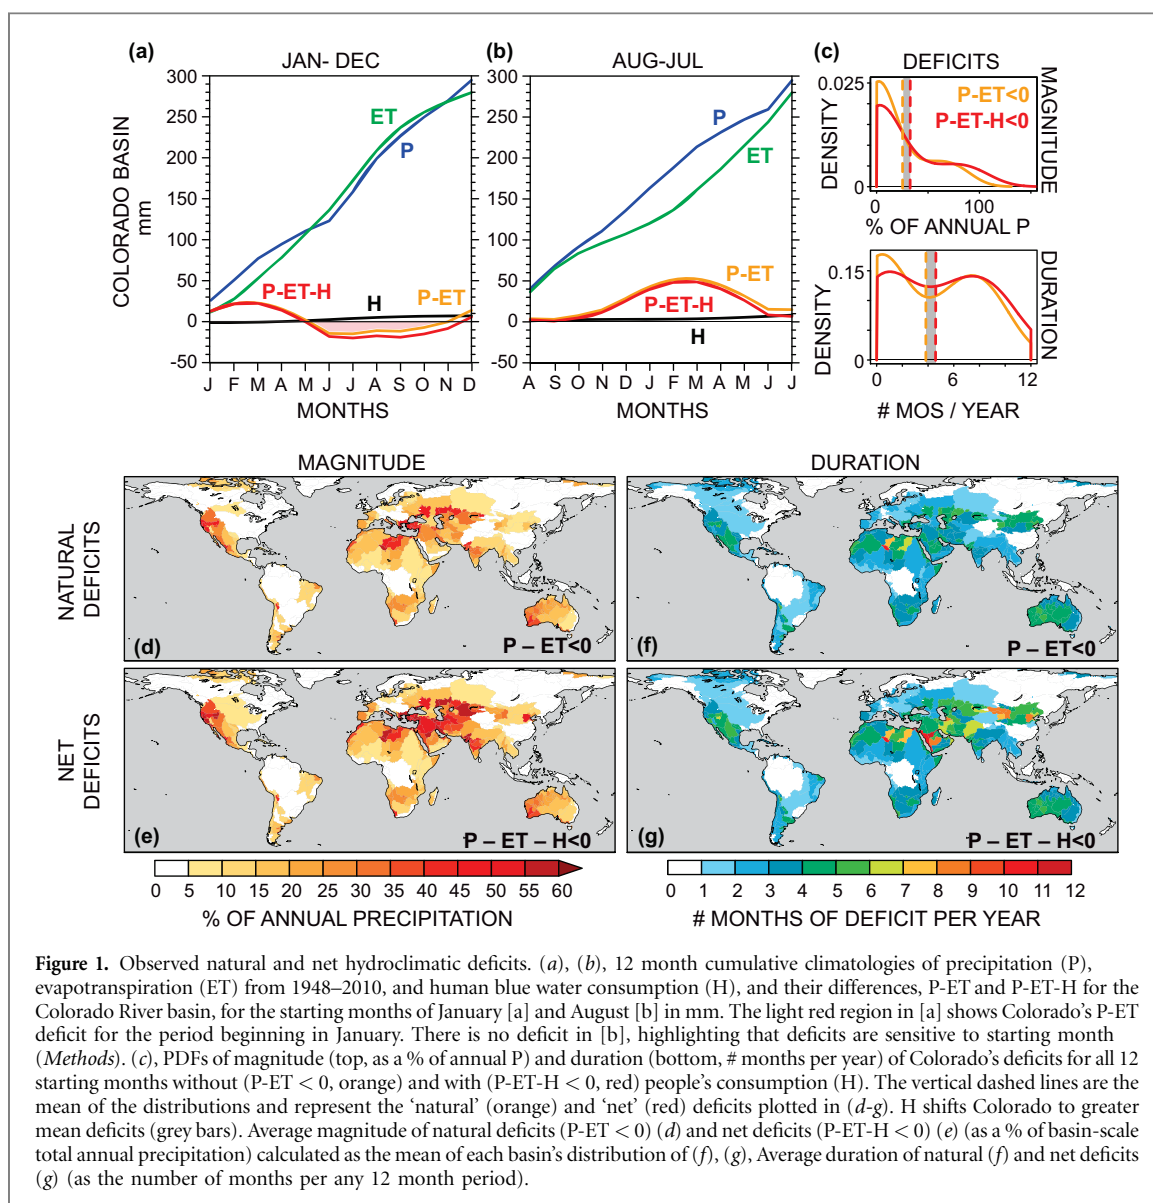 (a)
JAN- DEC
COLORADO BASIN
mm
300
250
200
150
100
50
0
-50
ET
P
P-ET-H
H
P-ET
J F M A M J J A S O N D
MONTHS
(b)
AUG-JUL
300
250
200
150
100
50
0
-50
P
ET
P-ET
P-ET-H
H
A S O N D J F M A M J J
MONTHS
(c)
DEFICITS
DENSITY
0.025
0
P-ET<0
P-ET-H<0
MAGNITUDE
0 100
% OF ANNUAL P
DENSITY
0.15
0
DURATION
0 6 12
# MOS / YEAR
MAGNITUDE
DURATION
NATURAL
DEFICITS
(d)
P – ET<0
(f)
P – ET<0
NET
DEFICITS
(e)
P – ET – H<0
(g)
P – ET – H<0
0 5 10 15 20 25 30 35 40 45 50 55 60
% OF ANNUAL PRECIPITATION
0 1 2 3 4 5 6 7 8 9 10 11 12
# MONTHS OF DEFICIT PER YEAR
Figure 1. Observed natural and net hydroclimatic deficits. (a), (b), 12 month cumulative climatologies of precipitation (P),
evapotranspiration (ET) from 1948–2010, and human blue water consumption (H), and their differences, P-ET and P-ET-H for the
Colorado River basin, for the starting months of January [a] and August [b] in mm. The light red region in [a] shows Colorado's P-ET
deficit for the period beginning in January. There is no deficit in [b], highlighting that deficits are sensitive to starting month
(Methods). (c), PDFs of magnitude (top, as a % of annual P) and duration (bottom, # months per year) of Colorado's deficits for all 12
starting months without (P-ET < 0, orange) and with (P-ET-H < 0, red) people's consumption (H). The vertical dashed lines are the
mean of the distributions and represent the 'natural' (orange) and 'net' (red) deficits plotted in (d-g). H shifts Colorado to greater
mean deficits (grey bars). Average magnitude of natural deficits (P-ET < 0) (d) and net deficits (P-ET-H < 0) (e) (as a % of basin-scale
total annual precipitation) calculated as the mean of each basin's distribution of (f), (g), Average duration of natural (f) and net deficits
(g) (as the number of months per any 12 month period).